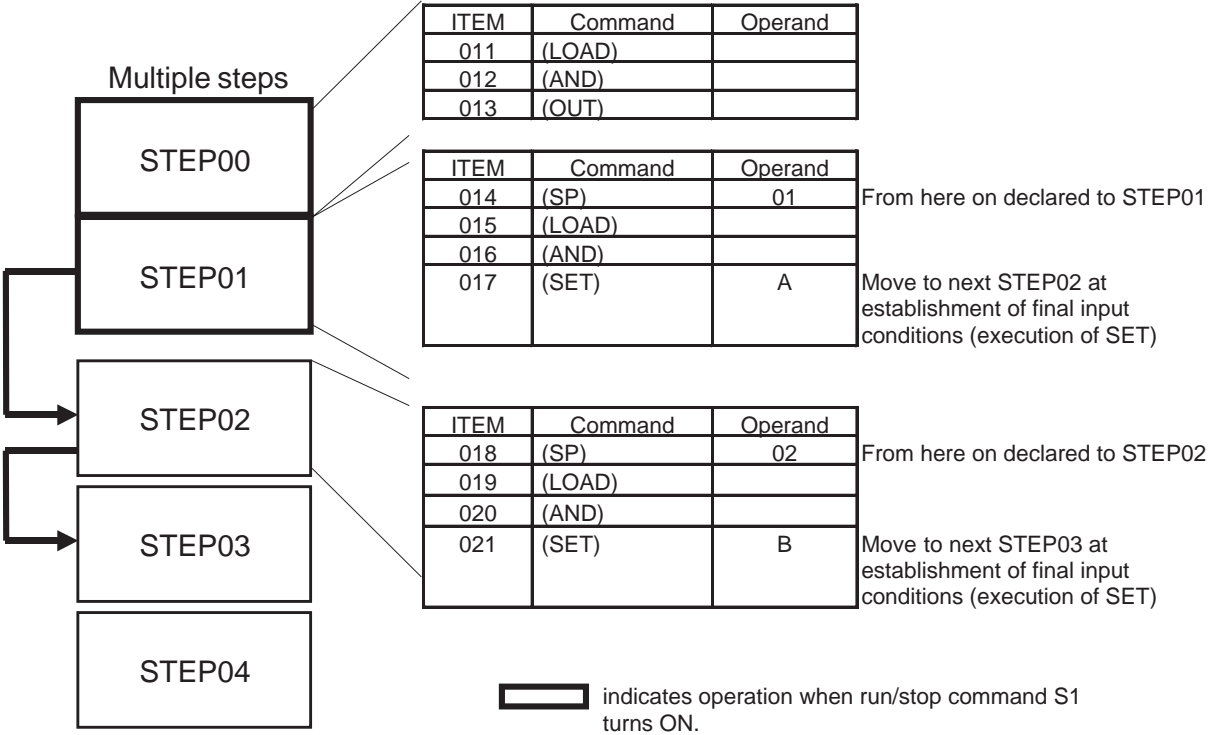 Multiple steps
STEP00
STEP01
STEP02
STEP03
STEP04
ITEM Command Operand
011 (LOAD)
012 (AND)
013 (OUT)
ITEM Command Operand
014 (SP) 01 From here on declared to STEP01
015 (LOAD)
016 (AND)
017 (SET) A Move to next STEP02 at
establishment of final input
conditions (execution of SET)
ITEM Command Operand
018 (SP) 02 From here on declared to STEP02
019 (LOAD)
020 (AND)
021 (SET) B Move to next STEP03 at
establishment of final input
conditions (execution of SET)
indicates operation when run/stop command S1
turns ON.